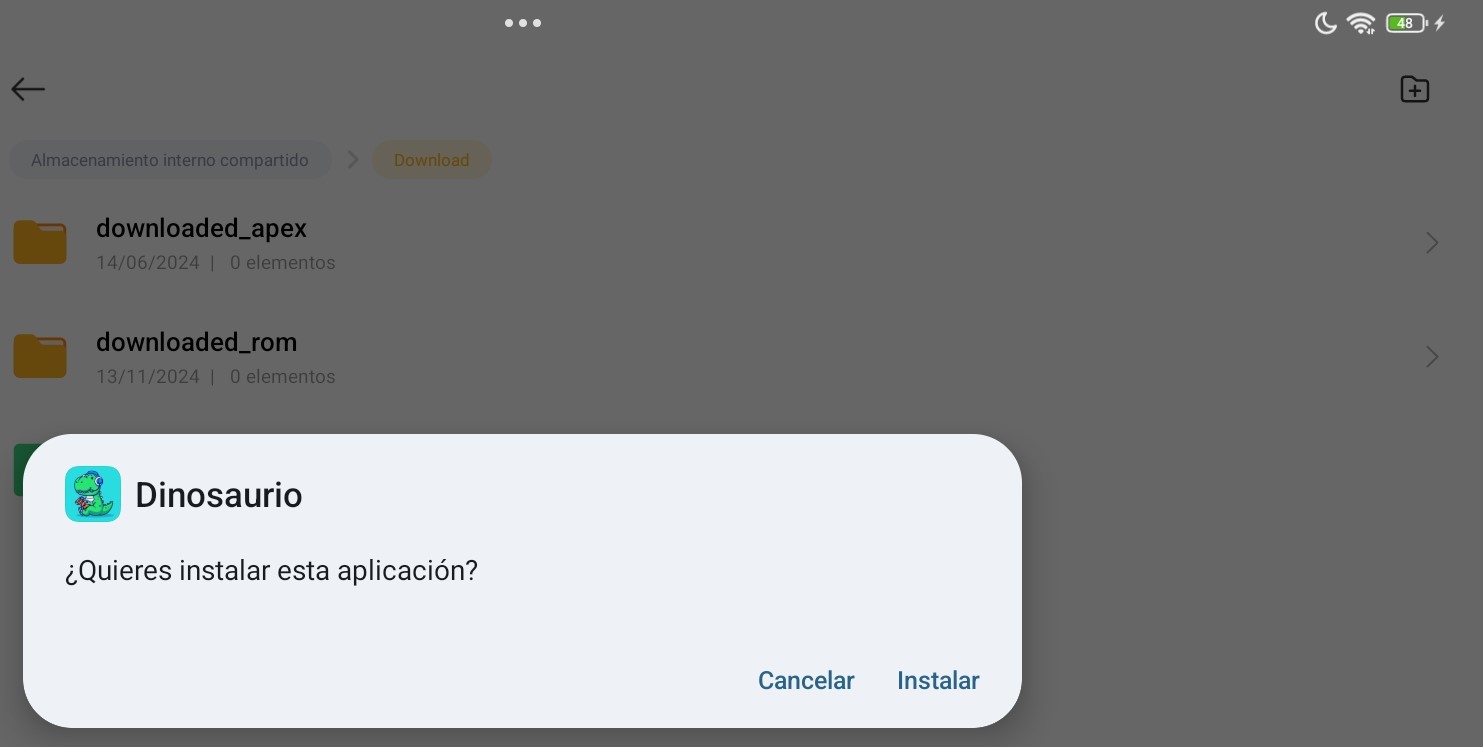 48
Almacenamiento interno compartido > Download
downloaded_apex
14/06/2024 | 0 elementos
downloaded_rom
13/11/2024 | 0 elementos
Dinosaurio
¿Quieres instalar esta aplicación?
Cancelar Instalar